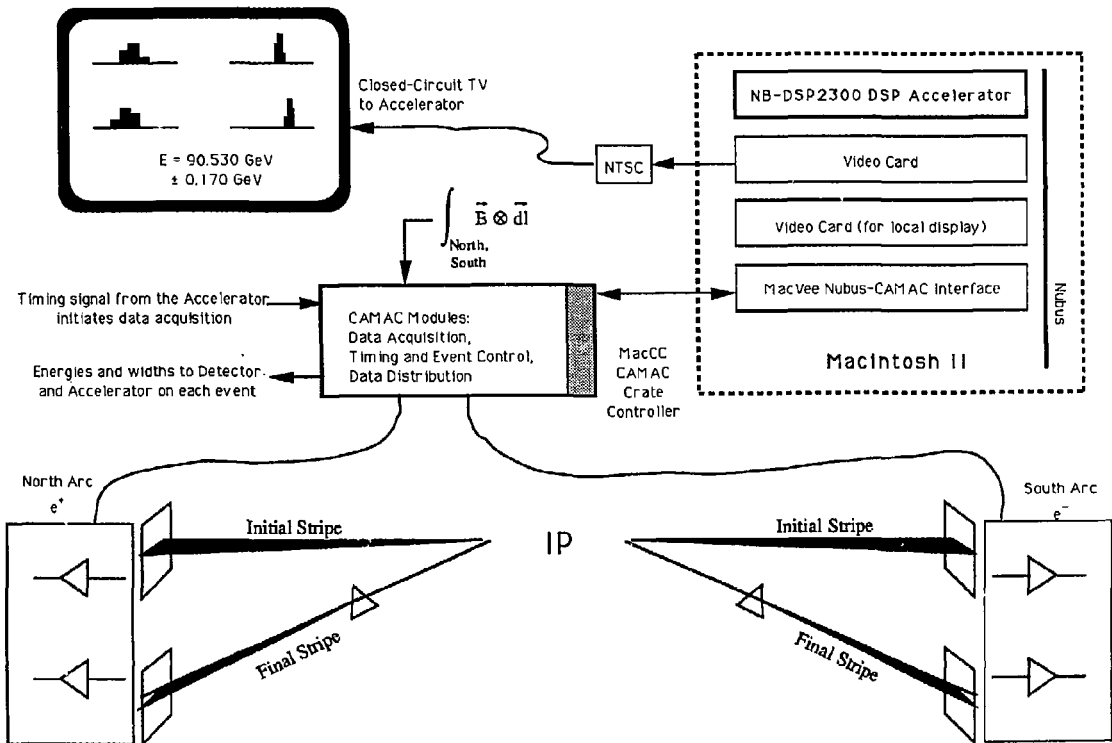 E = 90.530 GeV
± 0.170 GeV
Closed-Circuit TV
to Accelerator
NTSC
NB-DSP2300 DSP Accelerator
Video Card
Video Card (for local display)
MacVee Nubus-CAMAC Interface
Nubus
Macintosh II
∫ B⃗ ⊗ d⃗l
North,
South
Timing signal from the Accelerator
initiates data acquisition
Energies and widths to Detector
and Accelerator on each event
CAMAC Modules:
Data Acquisition,
Timing and Event Control,
Data Distribution
MacCC
CAMAC
Crate
Controller
North Arc
e⁺
Initial Stripe
Final Stripe
IP
Initial Stripe
Final Stripe
South Arc
e⁻